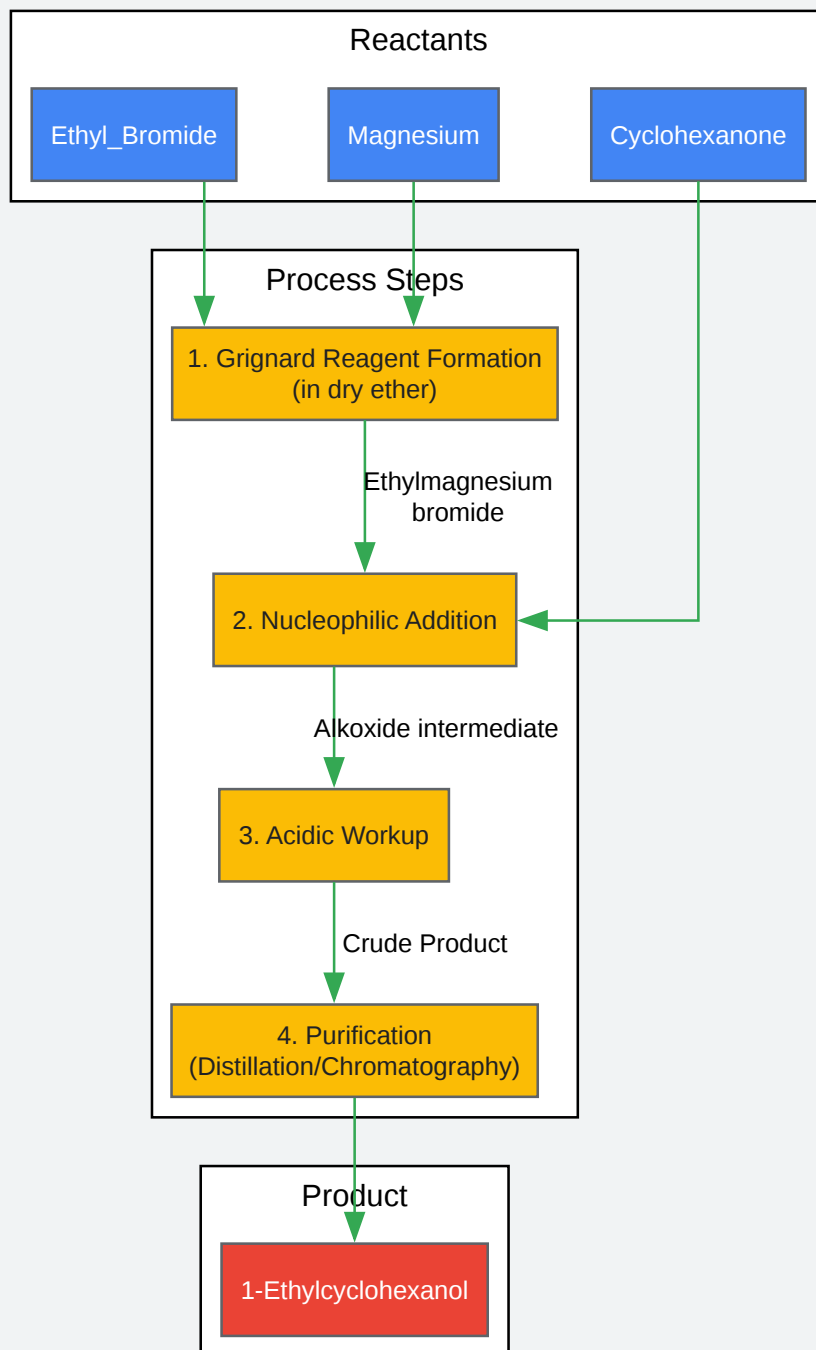 Reactants
Ethyl_Bromide
Magnesium
Cyclohexanone
Process Steps
1. Grignard Reagent Formation
(in dry ether)
Ethylmagnesium
bromide
2. Nucleophilic Addition
Alkoxide intermediate
3. Acidic Workup
Crude Product
4. Purification
(Distillation/Chromatography)
Product
1-Ethylcyclohexanol